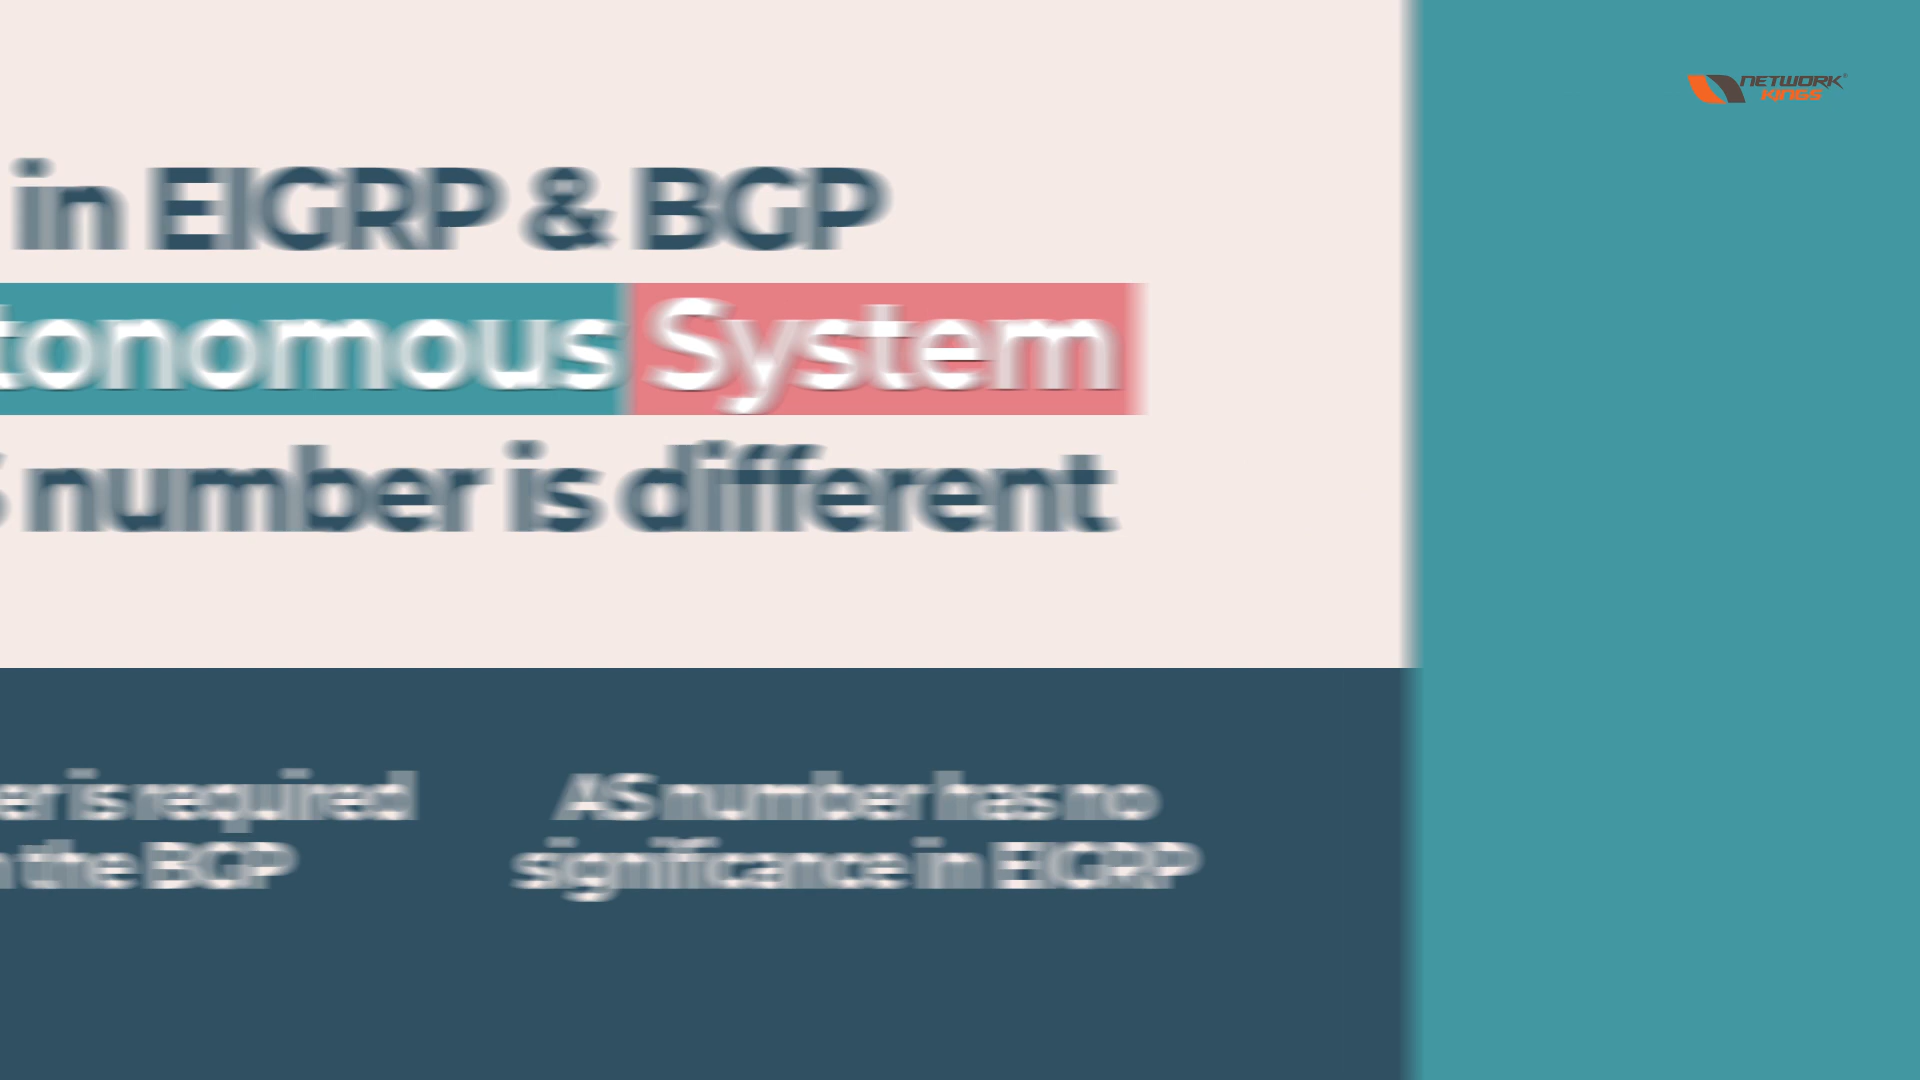 NETWORK
KINGS
in EIGRP & BGP
tonomous System
S number is different
er is required
n the BGP
AS number has no
significance in EIGRP